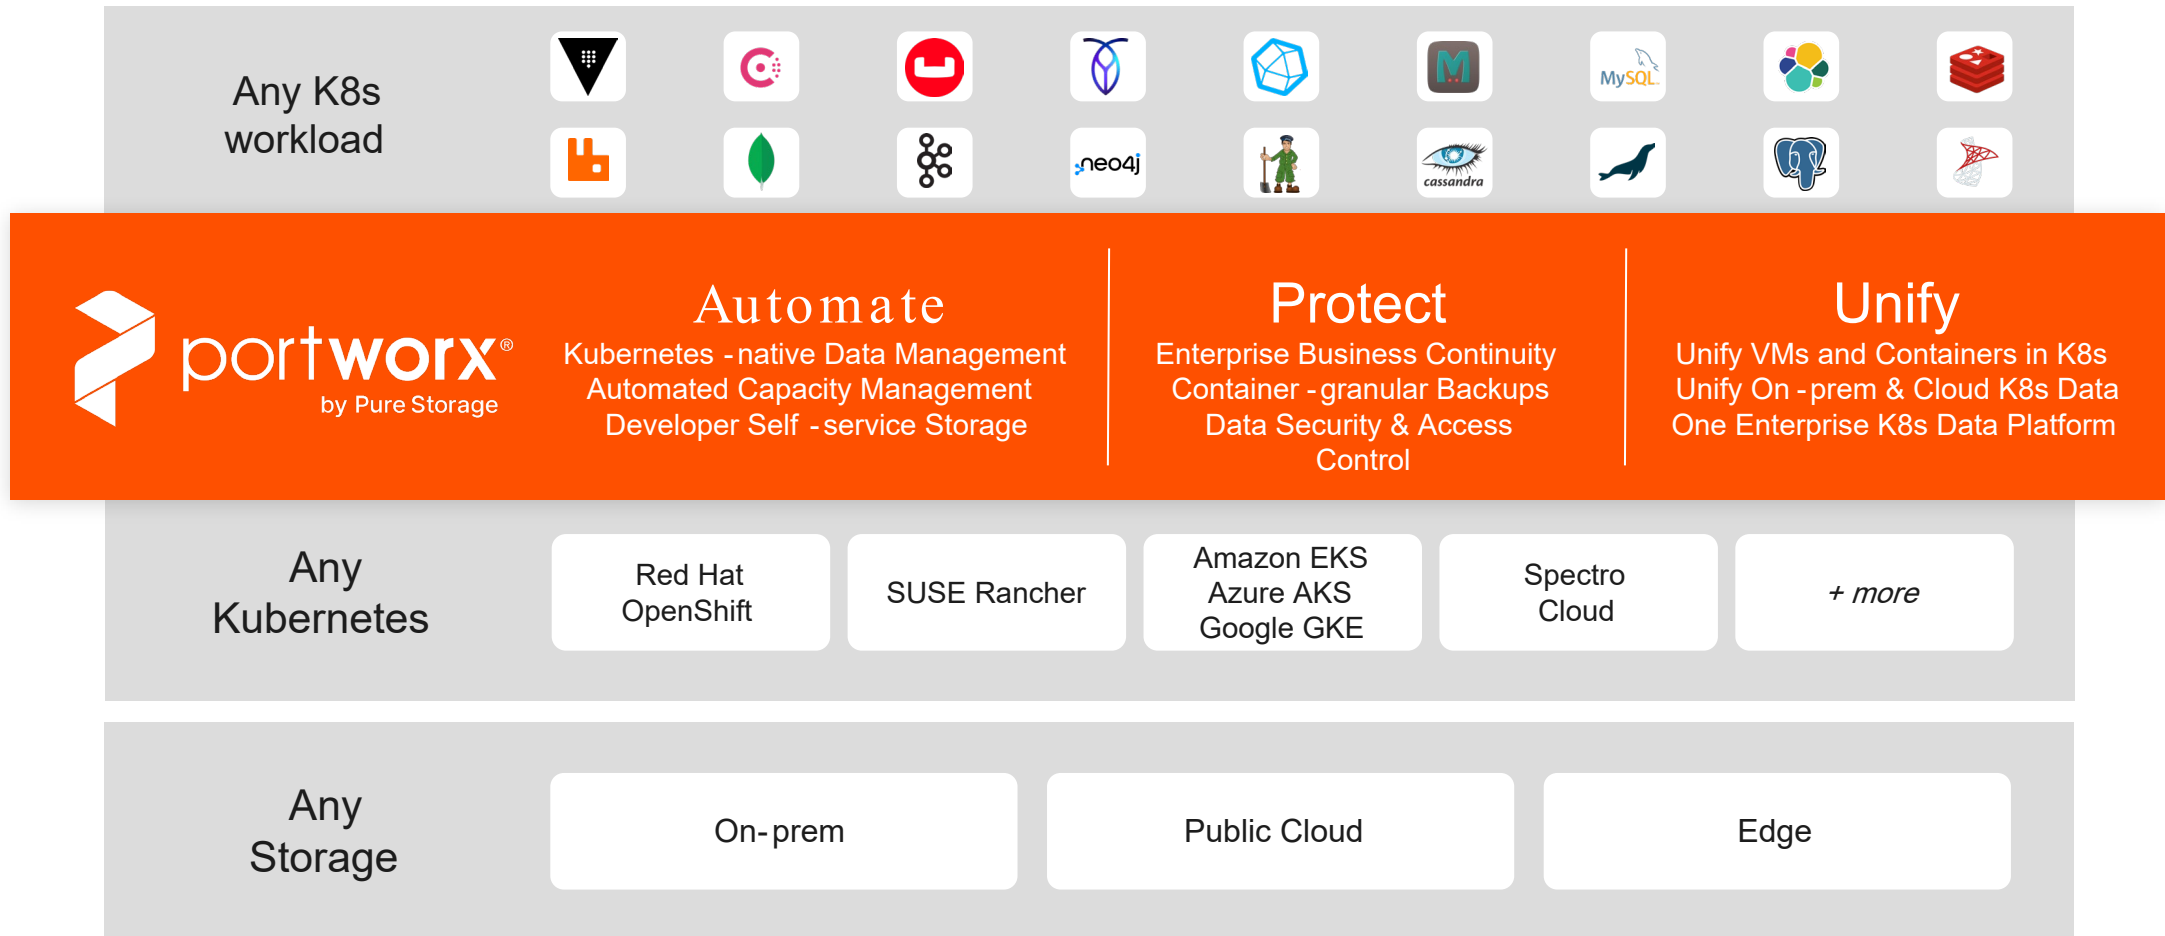 Any K8s
workload
MySQL
neo4j
cassandra
portworx®
by Pure Storage
Automate
Kubernetes -native Data Management
Automated Capacity Management
Developer Self -service Storage
Protect
Enterprise Business Continuity
Container -granular Backups
Data Security & Access
Control
Unify
Unify VMs and Containers in K8s
Unify On -prem & Cloud K8s Data
One Enterprise K8s Data Platform
Any
Kubernetes
Red Hat
OpenShift
SUSE Rancher
Amazon EKS
Azure AKS
Google GKE
Spectro
Cloud
+ more
Any
Storage
On-prem
Public Cloud
Edge